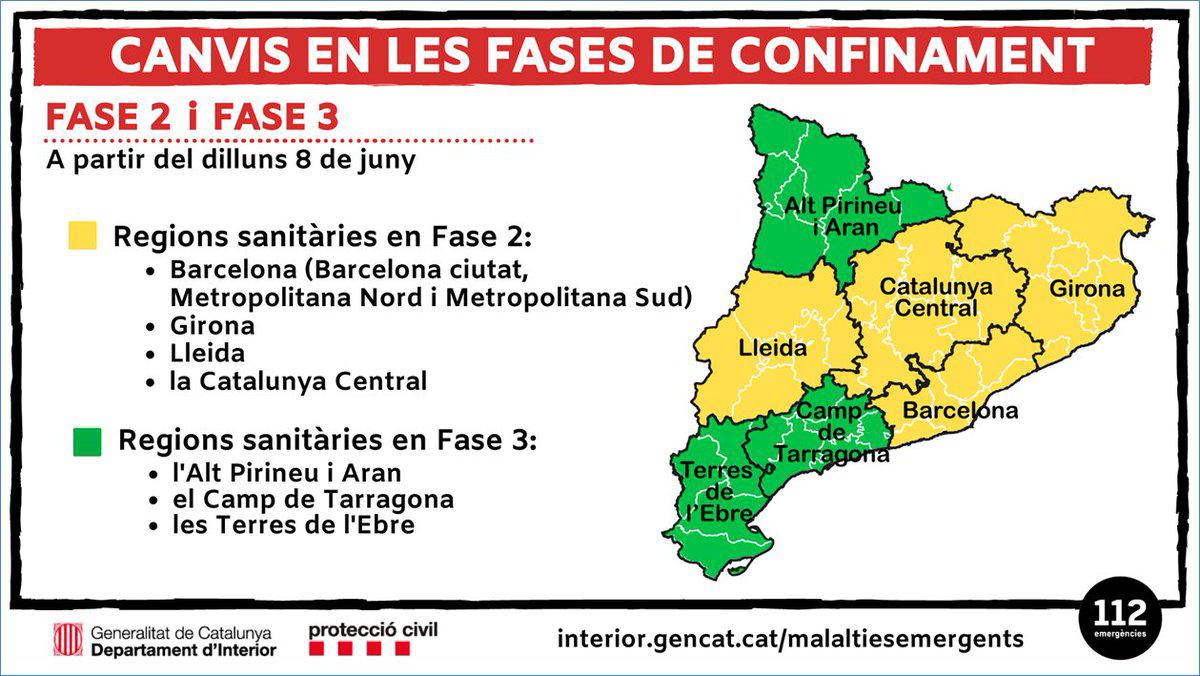 CANVIS EN LES FASES DE CONFINAMENT
FASE 2 i FASE 3
A partir del dilluns 8 de juny
Regions sanitàries en Fase 2:
• Barcelona (Barcelona ciutat,
Metropolitana Nord i Metropolitana Sud)
• Girona
• Lleida
• la Catalunya Central
Regions sanitàries en Fase 3:
• l'Alt Pirineu i Aran
• el Camp de Tarragona
• les Terres de l'Ebre
Alt Pirineu
i Aran
Catalunya
Central
Girona
Lleida
Barcelona
Camp
de
Tarragona
Terres
de
l'Ebre
Generalitat de Catalunya
Departament d'Interior
protecció civil
interior.gencat.cat/malaltiesemergents
112
emergències